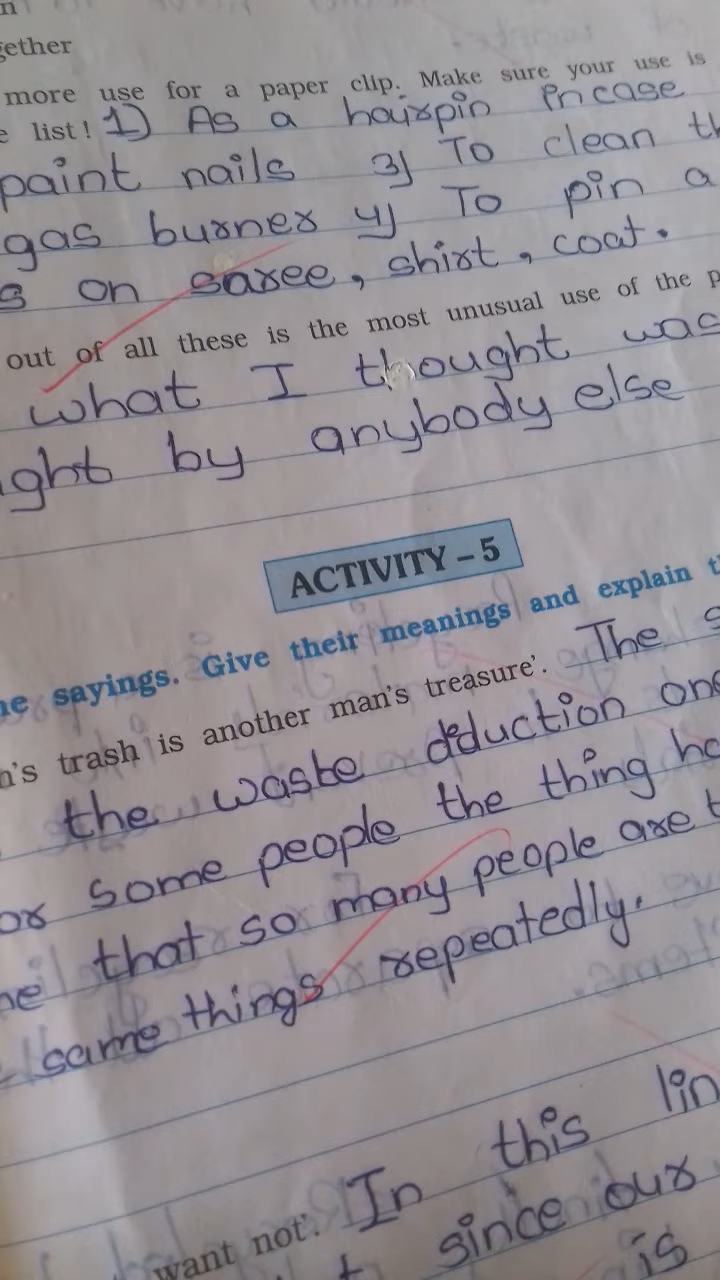 gether
more use for a paper clip. Make sure your use is
list! 1) As a hairpin incase
paint nails 3) To clean
gas burner 4) To pin a
on saree, shirt, coat.
out of all these is the most unusual use of the
what I thought was
by anybody else
ACTIVITY – 5
sayings. Give their meanings and explain
n's trash is another man's treasure'. The
the waste deduction one
some people the thing
that so many people are
same things repeatedly.
want not'. In this
since our
is